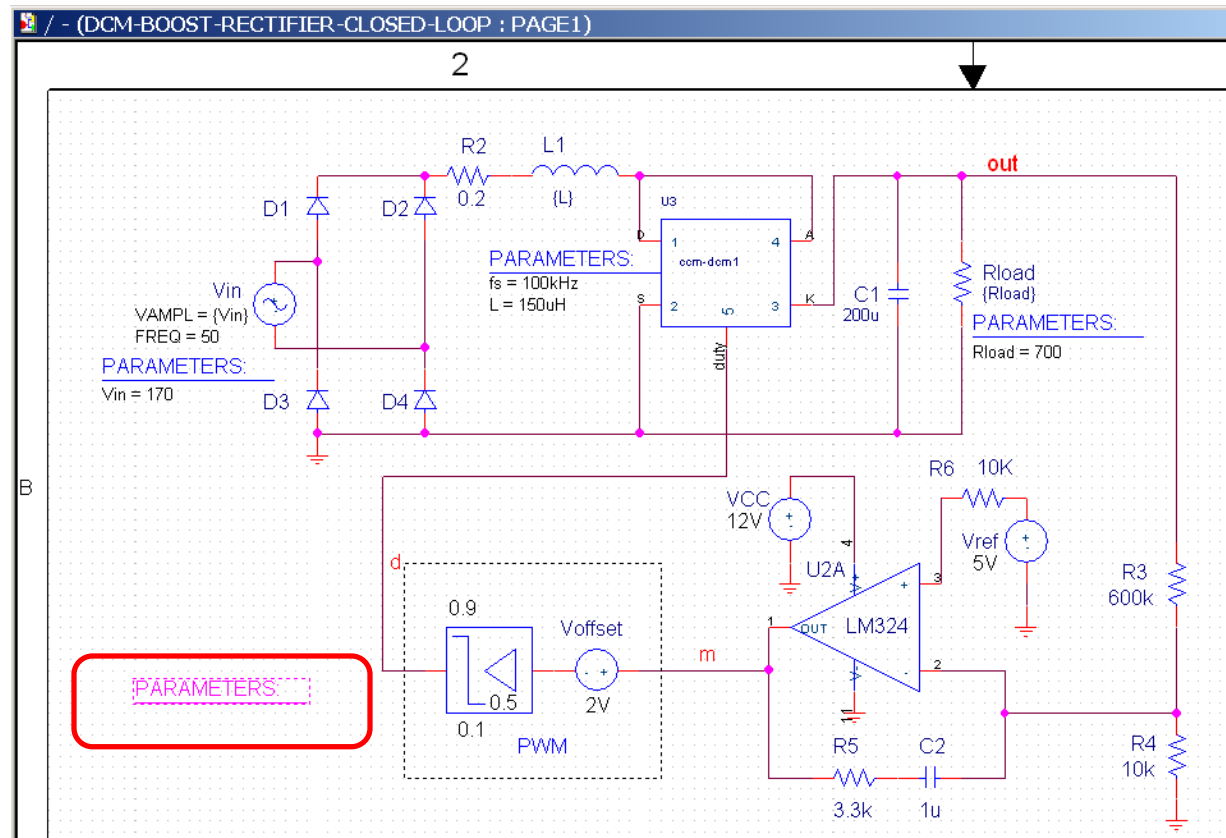 / - (DCM-BOOST-RECTIFIER-CLOSED-LOOP : PAGE1)
2
R2
L1
out
0.2
{L}
U3
D1
D2
D
1
4
A
ccm-dcm1
PARAMETERS:
fs = 100kHz
L = 150uH
S
2
5
3
K
duty
Vin
VAMPL = {Vin}
FREQ = 50
PARAMETERS:
Vin = 170
C1
200u
Rload
{Rload}
PARAMETERS:
Rload = 700
D3
D4
B
R6
10K
VCC
12V
+
-
4
Vref
5V
+
-
U2A
V+
+
3
R3
600k
d
0.9
Voffset
1
OUT
LM324
m
-
2
- +
2V
V-
11
0.5
0.1
PWM
PARAMETERS:
R5
C2
3.3k
1u
R4
10k